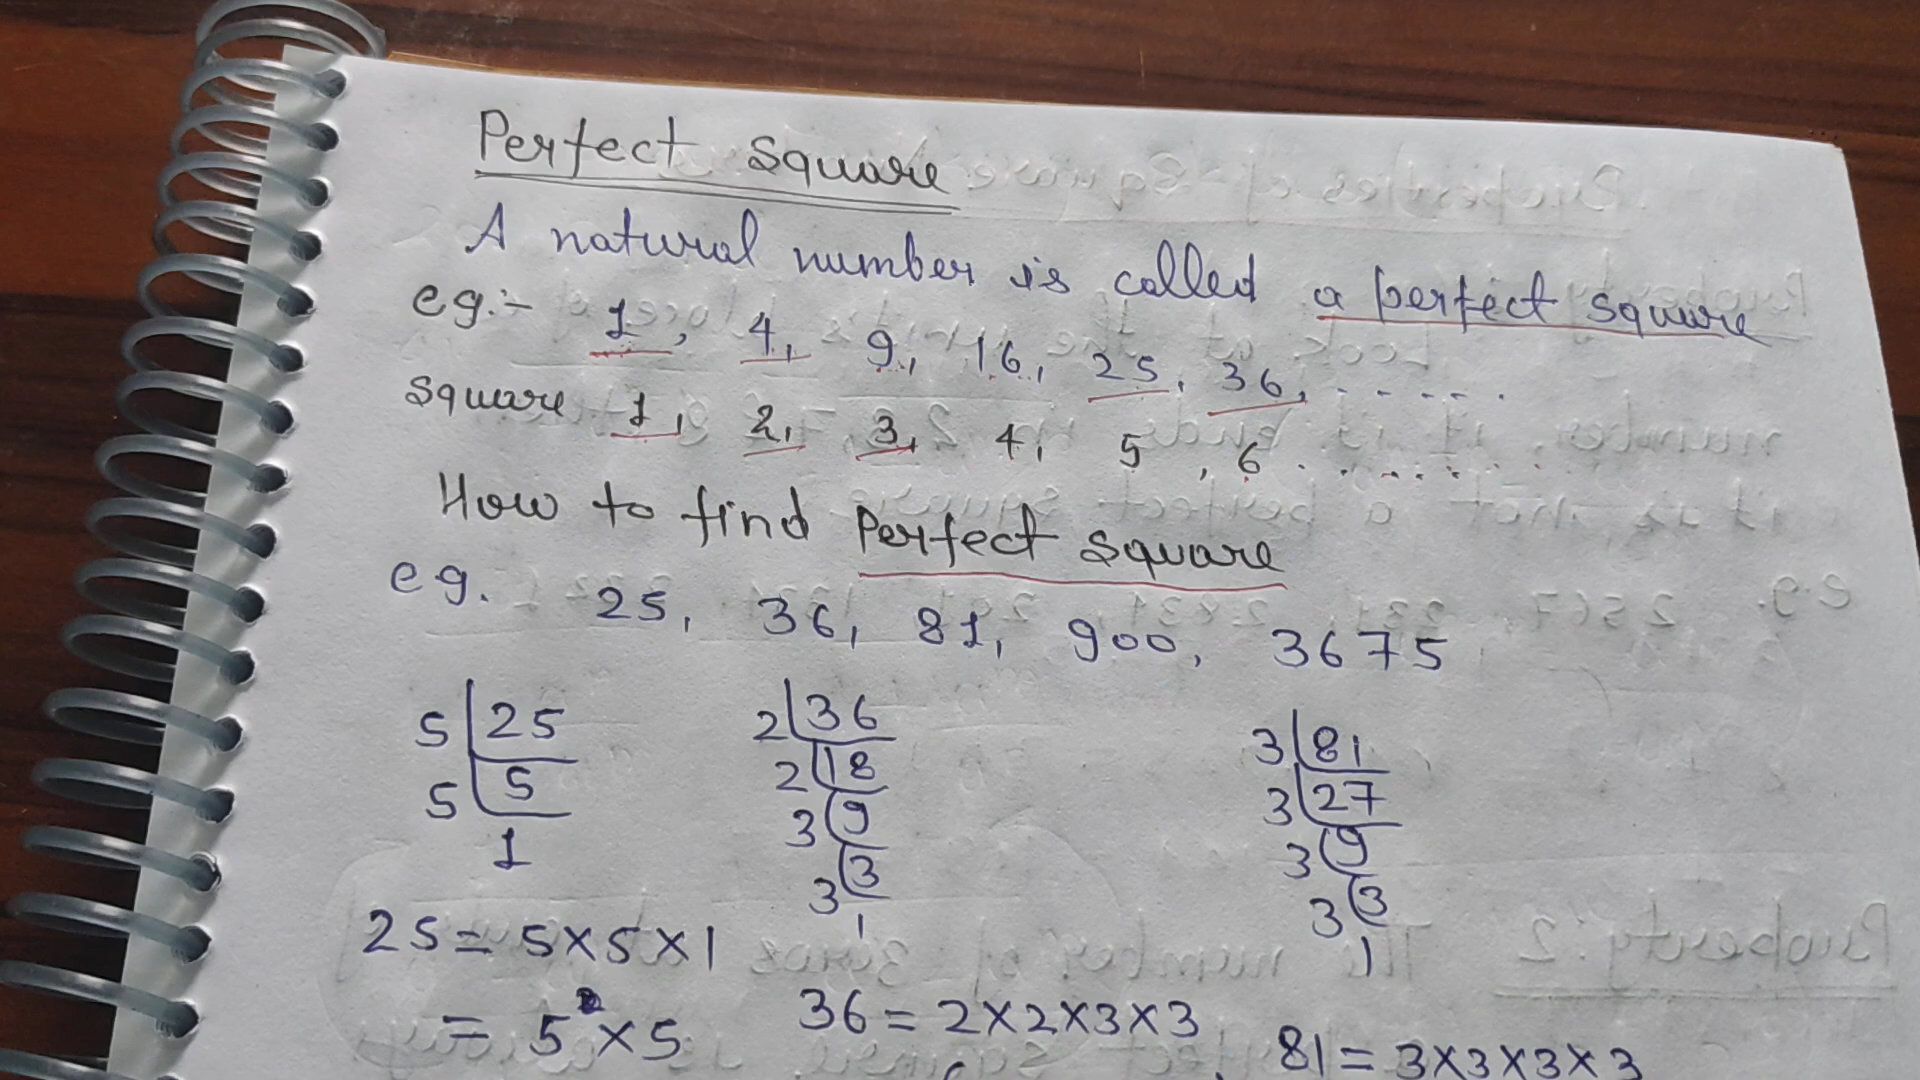 Perfect Square
A natural number is called a perfect square
eg:- 1, 4, 9, 16, 25, 36, .....
square 1, 2, 3, 4, 5, 6 ........
How to find Perfect Square
eg. 25, 36, 81, 900, 3675
5 | 25
5 | 5
1
2 | 36
2 | 18
3 | 9
3 | 3
1
3 | 81
3 | 27
3 | 9
3 | 3
1
25 = 5×5×1
= 5²×5
36 = 2×2×3×3
81 = 3×3×3×3